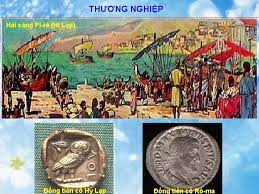 THƯƠNG NGHIỆP
Hải cảng Pi-rê (Hi Lạp)
Đồng tiền cổ Hy Lạp
Đồng tiền cổ Rô-ma